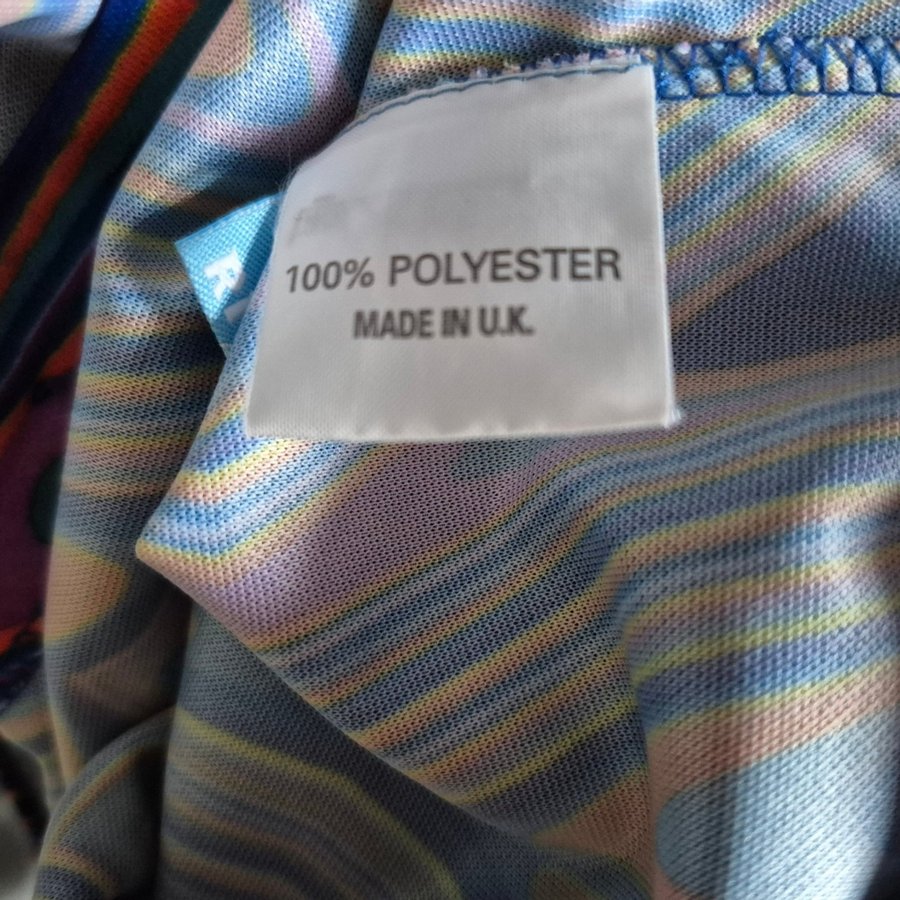 100% POLYESTER
MADE IN U.K.
R